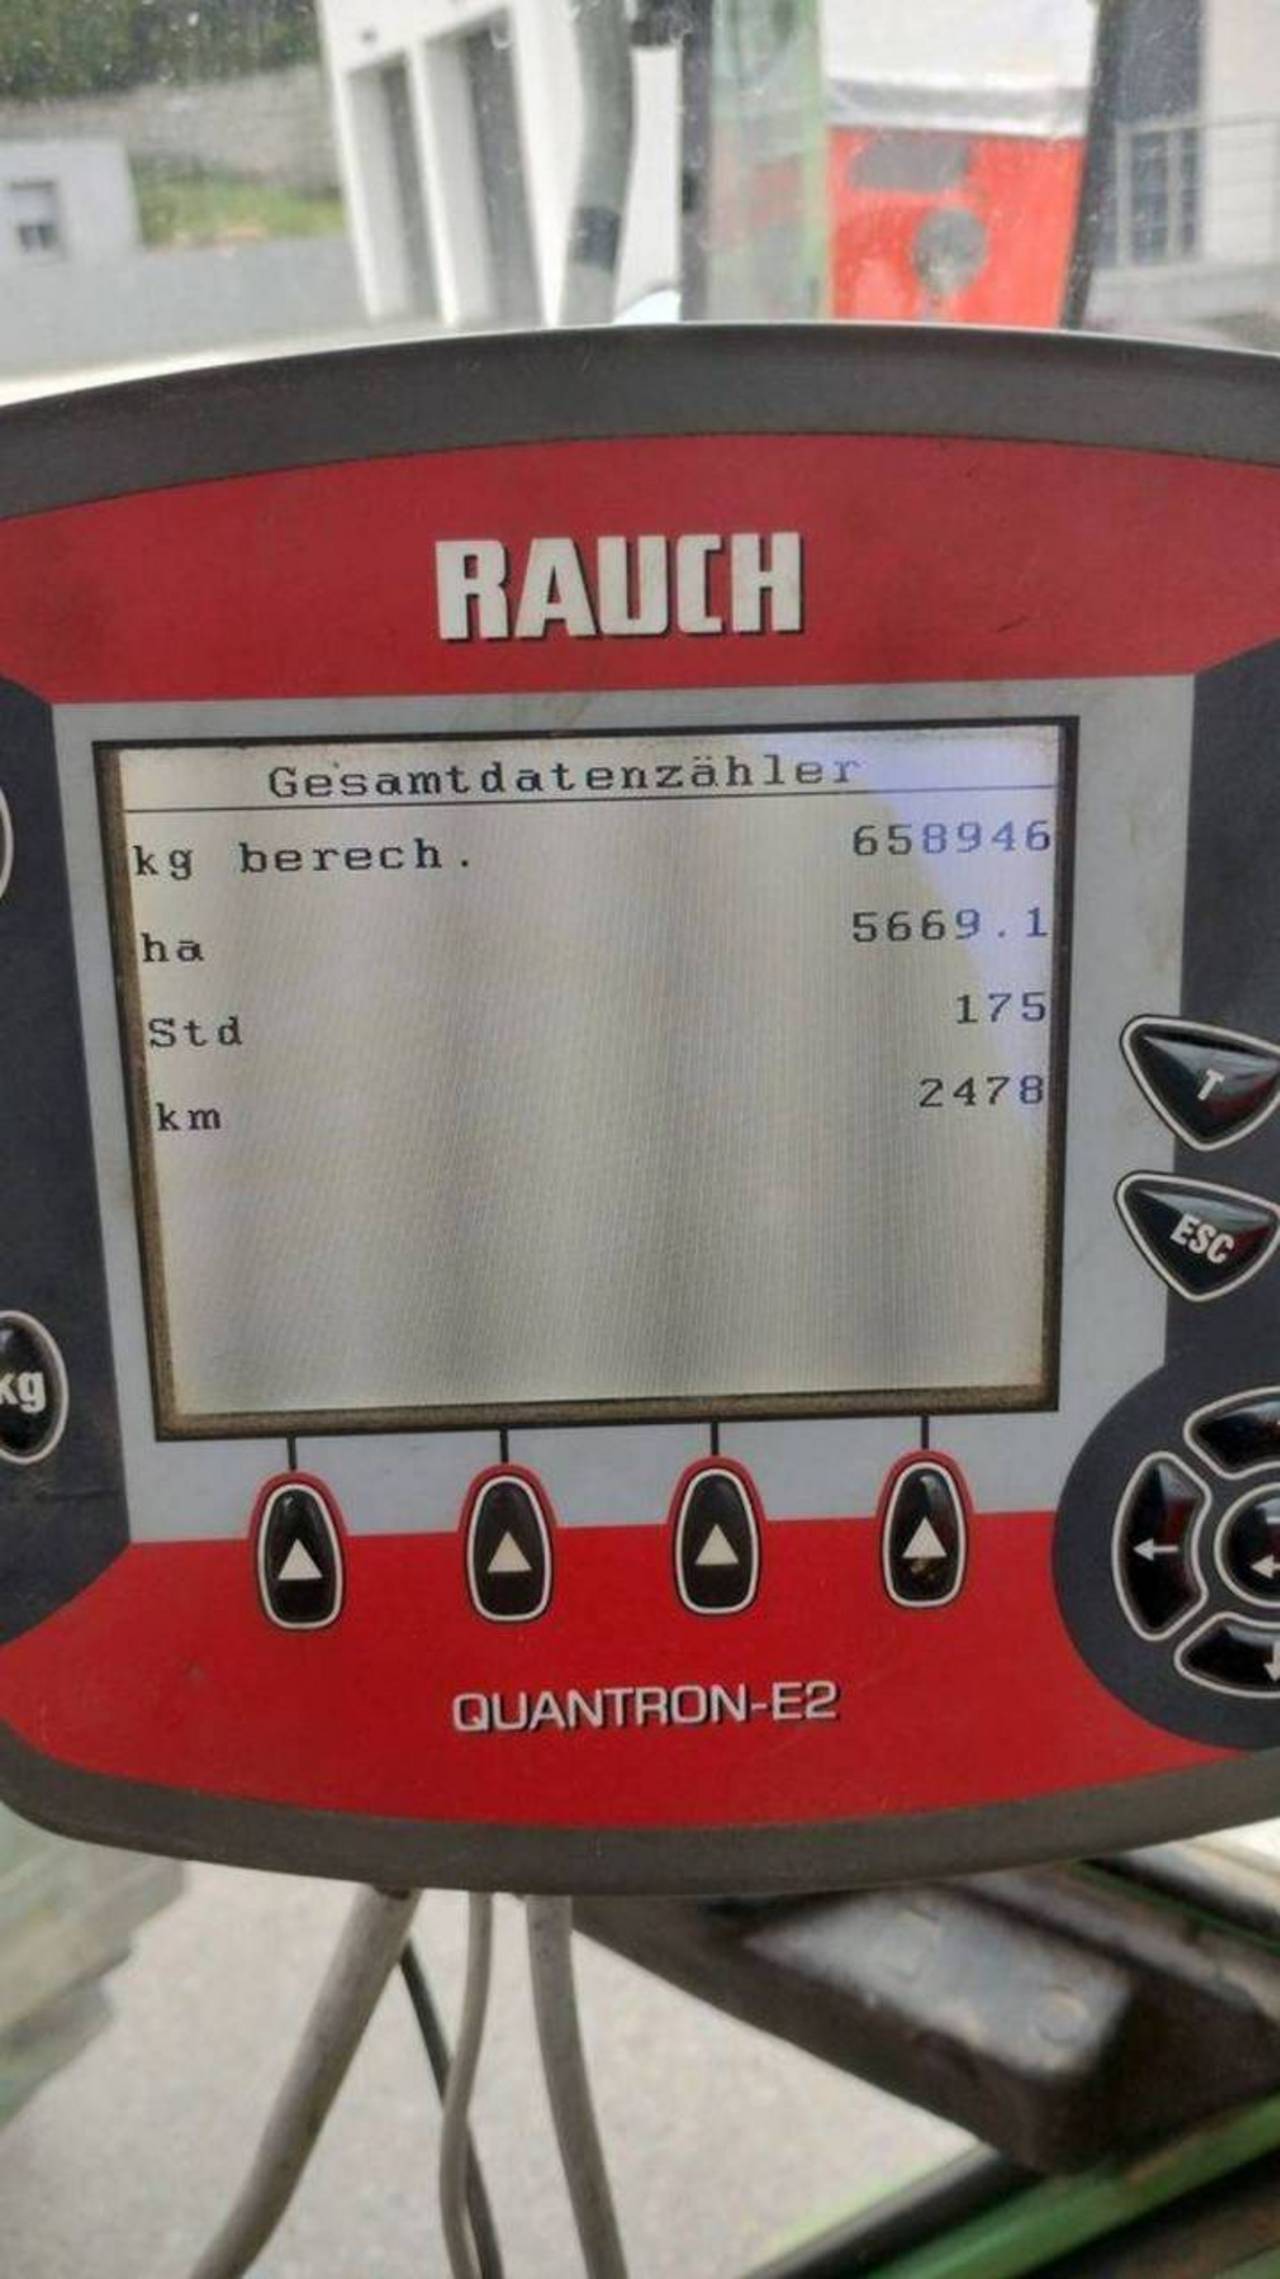 RAUCH
Gesamtdatenzähler
kg berech. 658946
ha 5669.1
Std 175
km 2478
T
ESC
kg
QUANTRON-E2